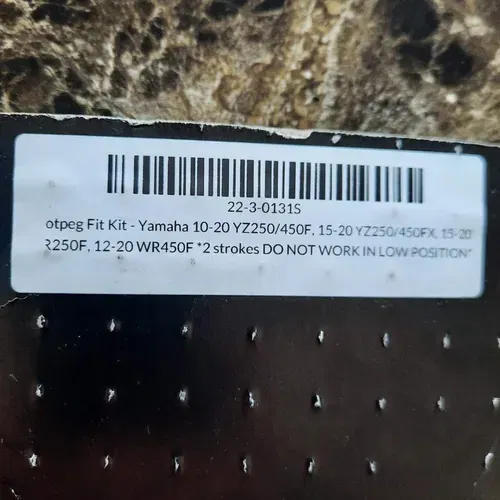 22-3-0131S
otpeg Fit Kit - Yamaha 10-20 YZ250/450F, 15-20 YZ250/450FX, 15-20
R250F, 12-20 WR450F *2 strokes DO NOT WORK IN LOW POSITION*